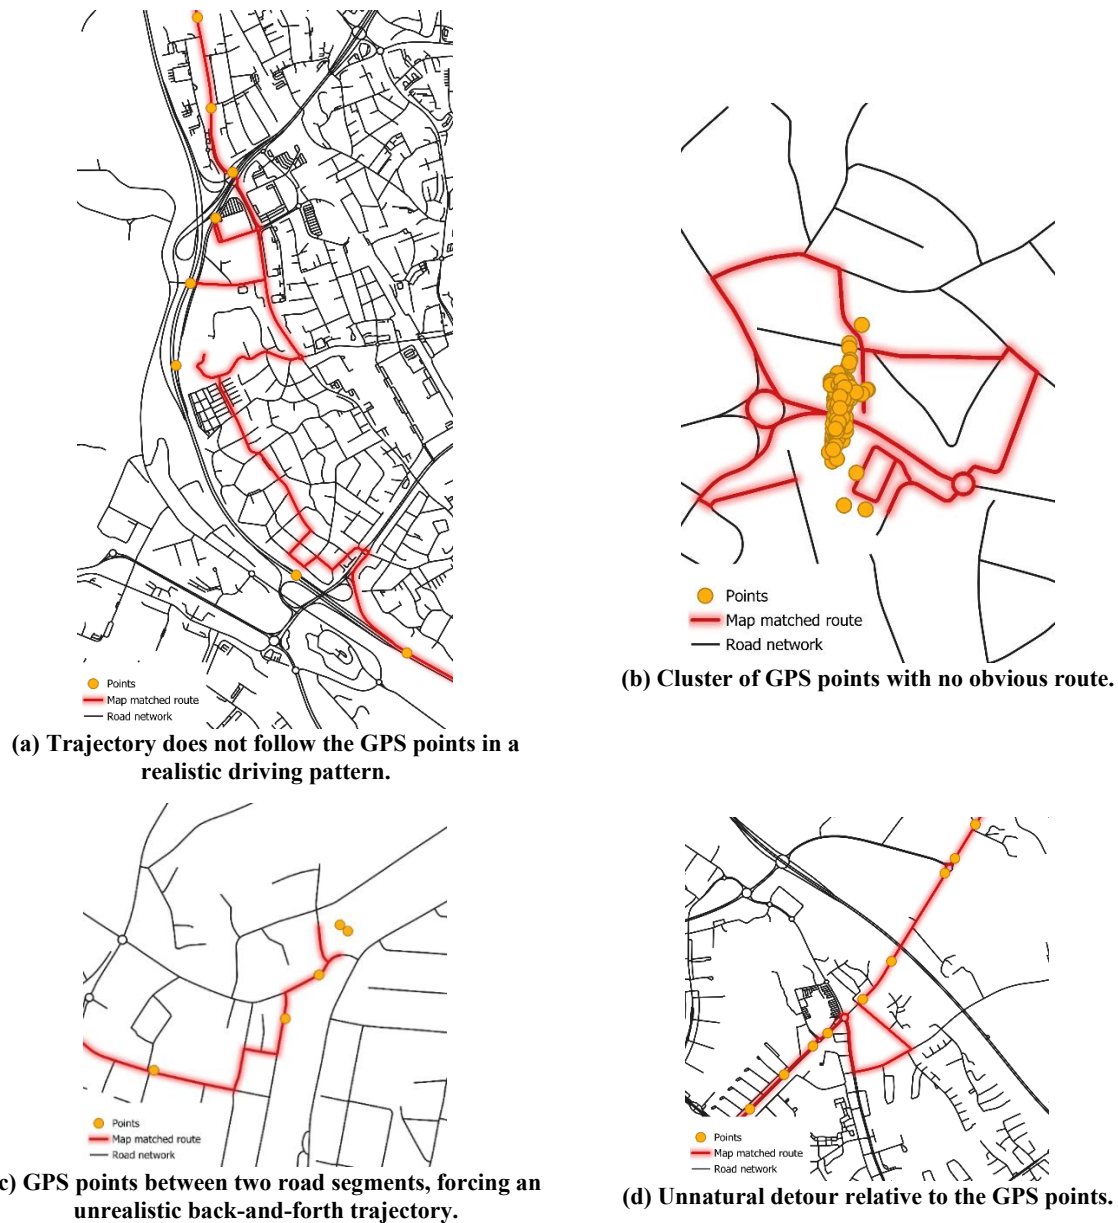 Points
Map matched route
Road network
(a) Trajectory does not follow the GPS points in a
realistic driving pattern.
Points
Map matched route
Road network
(b) Cluster of GPS points with no obvious route.
Points
Map matched route
Road network
c) GPS points between two road segments, forcing an
unrealistic back-and-forth trajectory.
Points
Map matched route
Road network
(d) Unnatural detour relative to the GPS points.